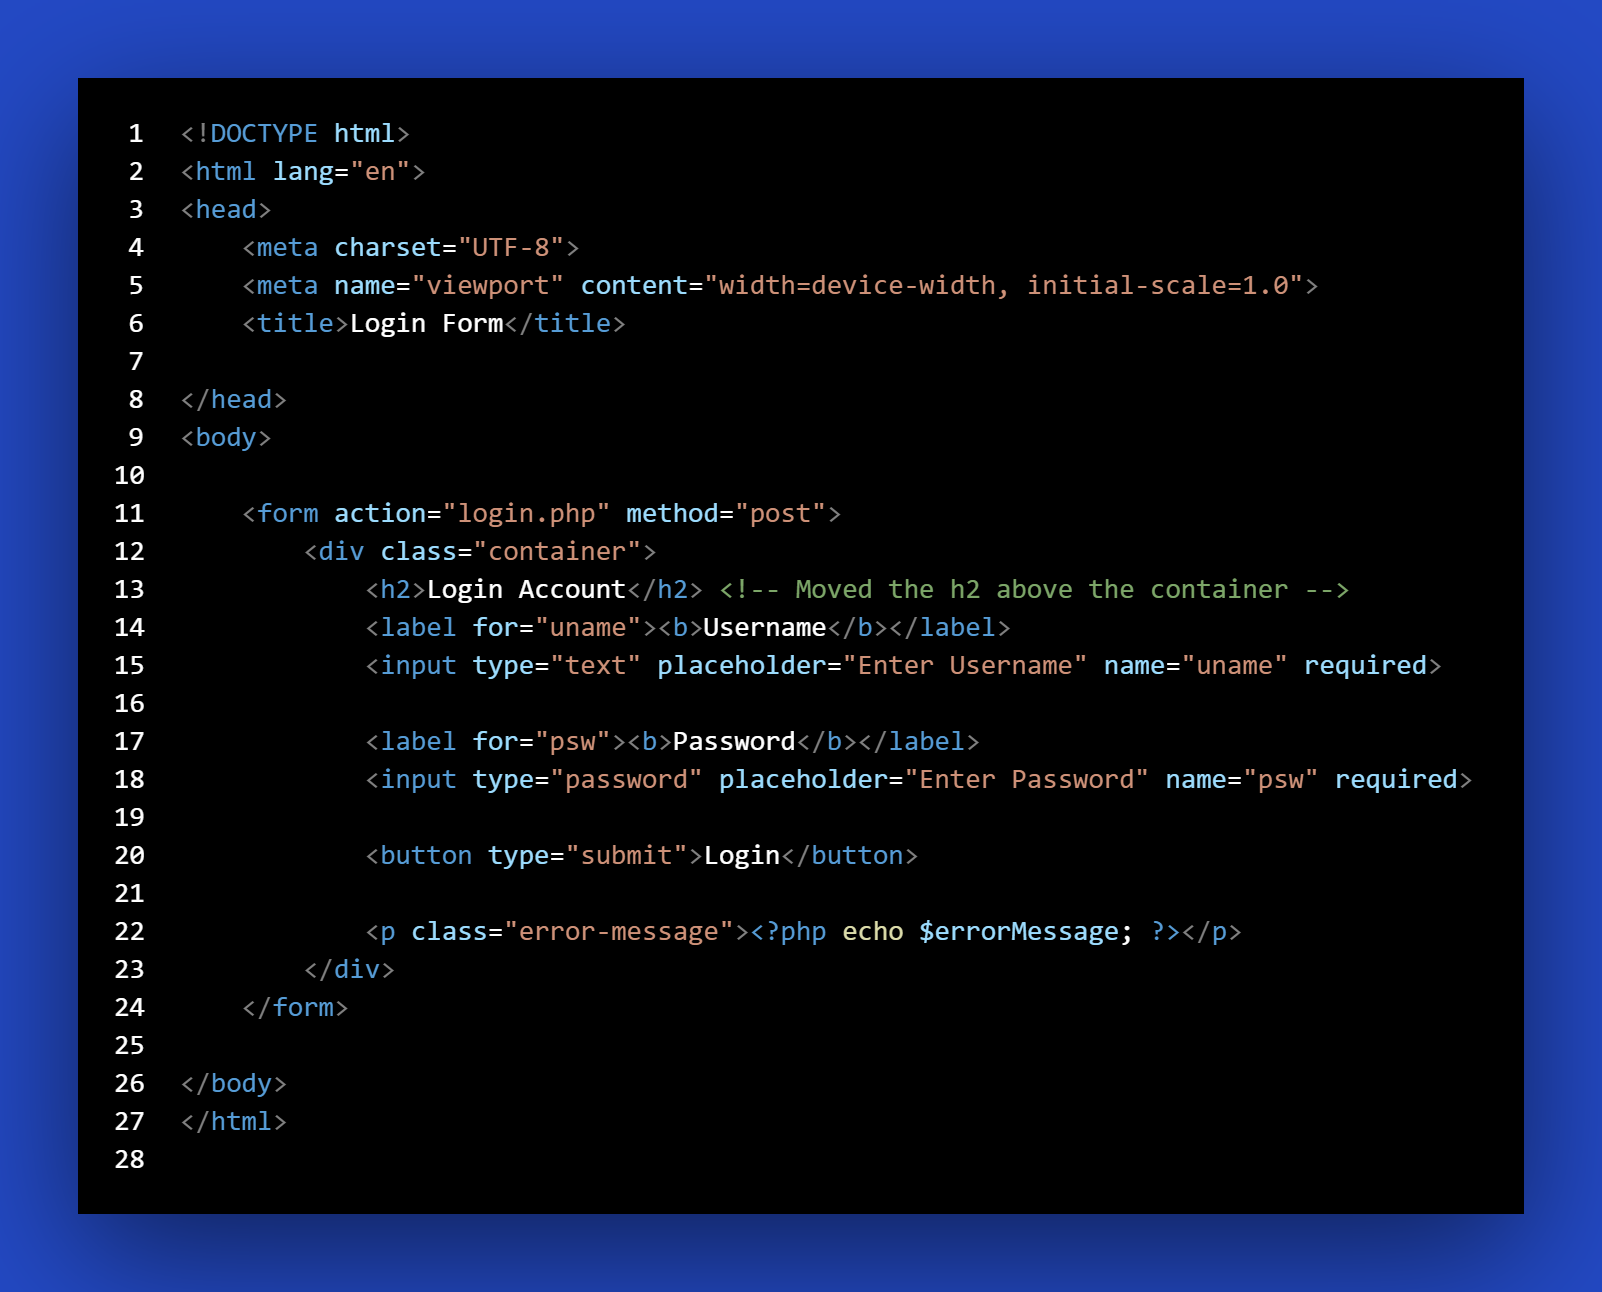 1 <!DOCTYPE html>
2 <html lang="en">
3 <head>
4     <meta charset="UTF-8">
5     <meta name="viewport" content="width=device-width, initial-scale=1.0">
6     <title>Login Form</title>
7
8 </head>
9 <body>
10
11     <form action="login.php" method="post">
12         <div class="container">
13             <h2>Login Account</h2> <!-- Moved the h2 above the container -->
14             <label for="uname"><b>Username</b></label>
15             <input type="text" placeholder="Enter Username" name="uname" required>
16
17             <label for="psw"><b>Password</b></label>
18             <input type="password" placeholder="Enter Password" name="psw" required>
19
20             <button type="submit">Login</button>
21
22             <p class="error-message"><?php echo $errorMessage; ?></p>
23         </div>
24     </form>
25
26 </body>
27 </html>
28